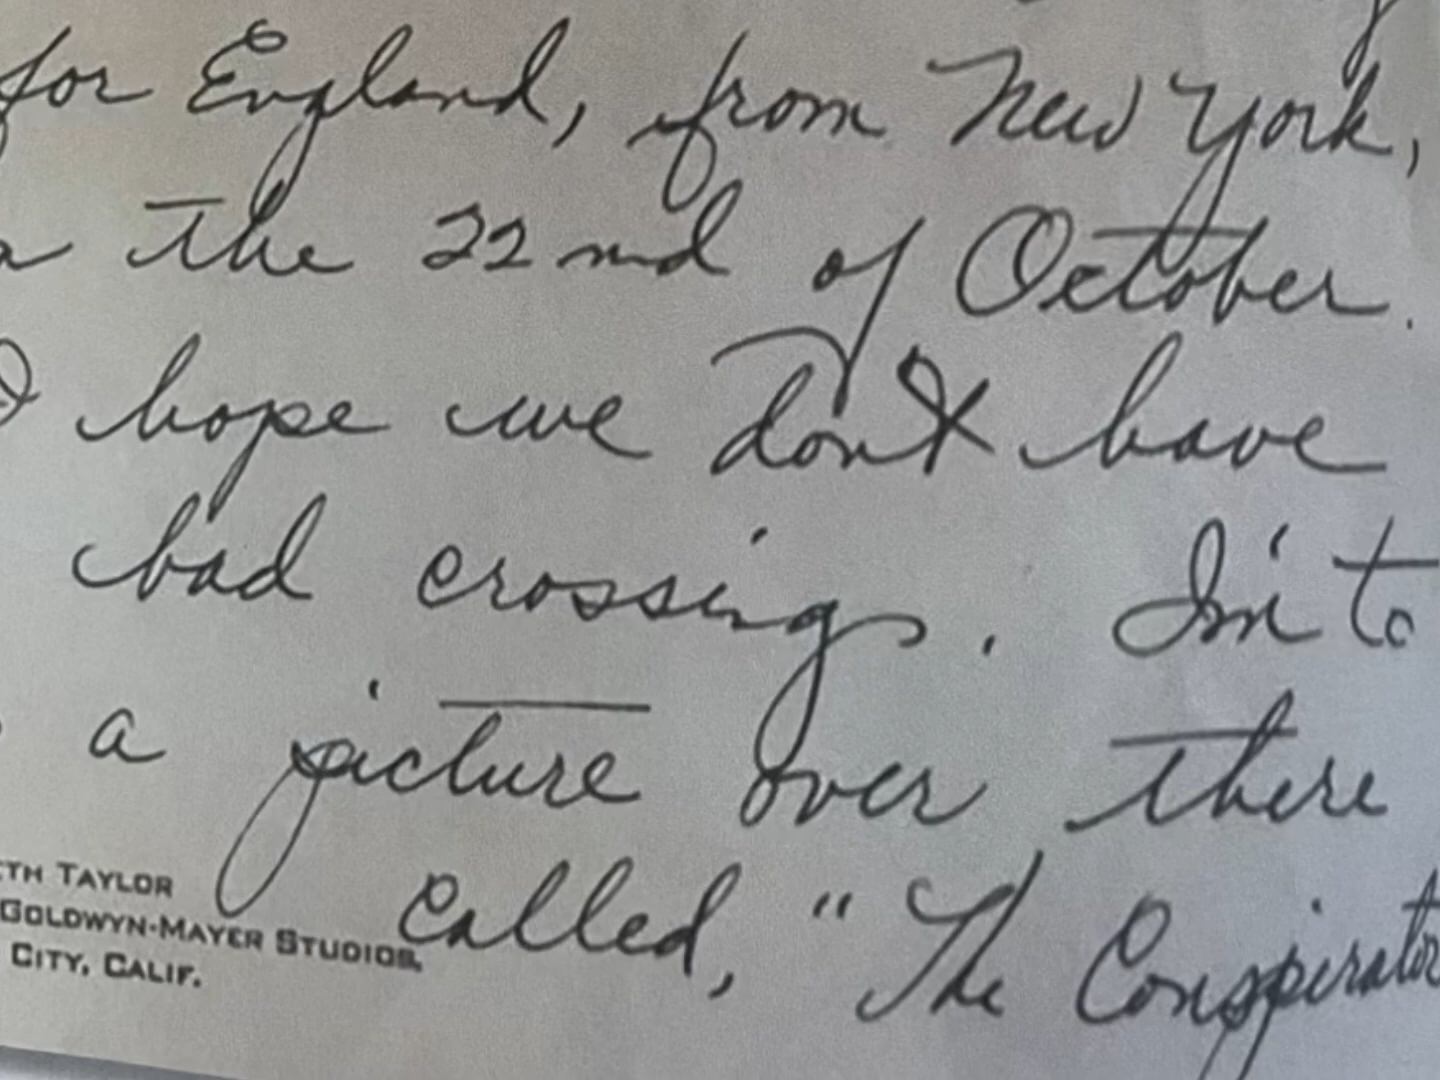 for England, from New York,
the 22nd of October.
I hope we don't have
bad crossing. I'm to
a picture over there
called, "The Conspirator
ETH TAYLOR
GOLDWYN-MAYER STUDIOS,
CITY, CALIF.